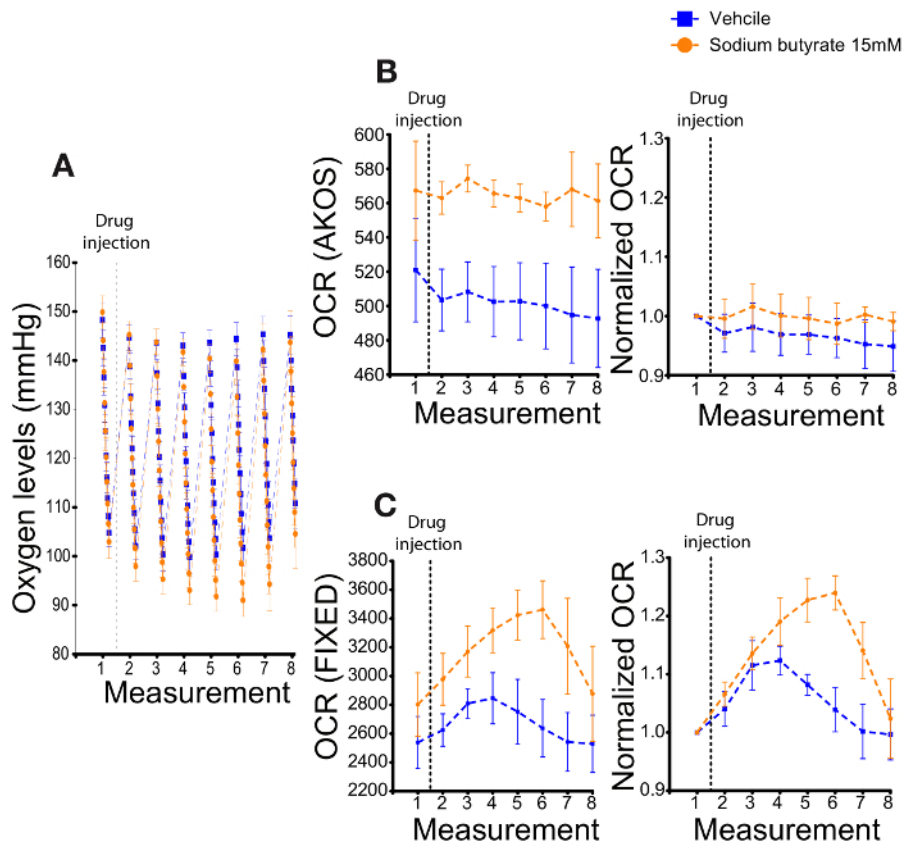 Vehcile
Sodium butyrate 15mM
A
Drug
injection
160
150
140
130
120
110
100
90
80
Oxygen levels (mmHg)
1 2 3 4 5 6 7 8
Measurement
B
Drug
injection
600
580
560
540
520
500
480
460
OCR (AKOS)
1 2 3 4 5 6 7 8
Measurement
Drug
injection
1.3
1.2
1.1
1.0
0.9
Normalized OCR
1 2 3 4 5 6 7 8
Measurement
C
Drug
injection
3800
3600
3400
3200
3000
2800
2600
2400
2200
OCR (FIXED)
1 2 3 4 5 6 7 8
Measurement
Drug
injection
1.3
1.2
1.1
1.0
0.9
Normalized OCR
1 2 3 4 5 6 7 8
Measurement